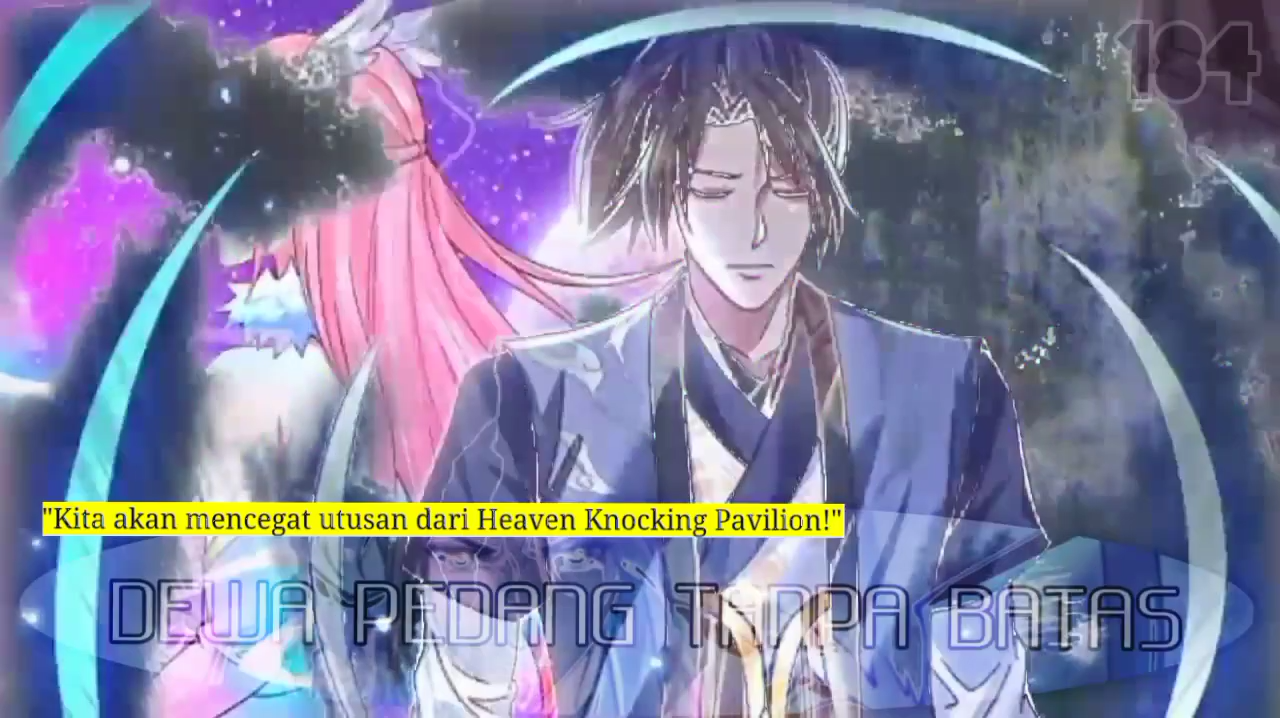 184
"Kita akan mencegat utusan dari Heaven Knocking Pavilion!"
DEWA PEDANG TANPA BATAS